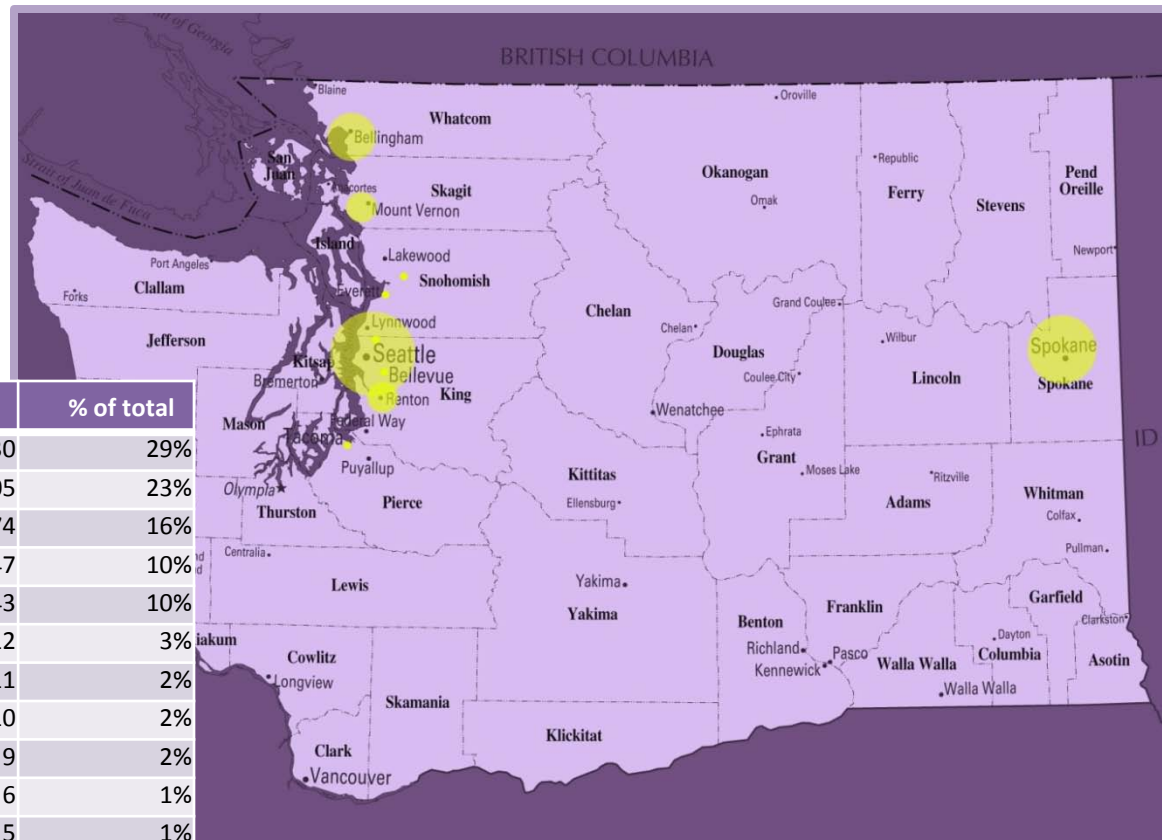 BRITISH COLUMBIA
of Georgia
Blaine
Oroville
Whatcom
Bellingham
San
Juan
Republic
Pend
Oreille
Okanogan
Ferry
Stevens
Strait of Juan de Fuca
Skagit
Omak
Mount Vernon
Island
Newport
Lakewood
Port Angeles
Snohomish
Clallam
Everett
Forks
Chelan
Grand Coulee
Lynnwood
Chelan
Jefferson
Wilbur
Spokane
Seattle
Douglas
Kitsap
Bellevue
Coulee City
Lincoln
Spokane
Bremerton
King
Renton
% of total
Mason
Federal Way
Wenatchee
Tacoma
Ephrata
ID
29%
Puyallup
Grant
Kittitas
Moses Lake
Ritzville
23%
Olympia
Whitman
Pierce
Ellensburg
Adams
Thurston
Colfax
16%
Centralia
Pullman
10%
Lewis
Yakima
Garfield
10%
Yakima
Benton
Franklin
Clarkston
3%
iakum
Dayton
Richland
Pasco
Columbia
Cowlitz
Kennewick
Walla Walla
Asotin
2%
Longview
Walla Walla
Skamania
2%
Klickitat
9 2%
Clark
Vancouver
6 1%
5 1%